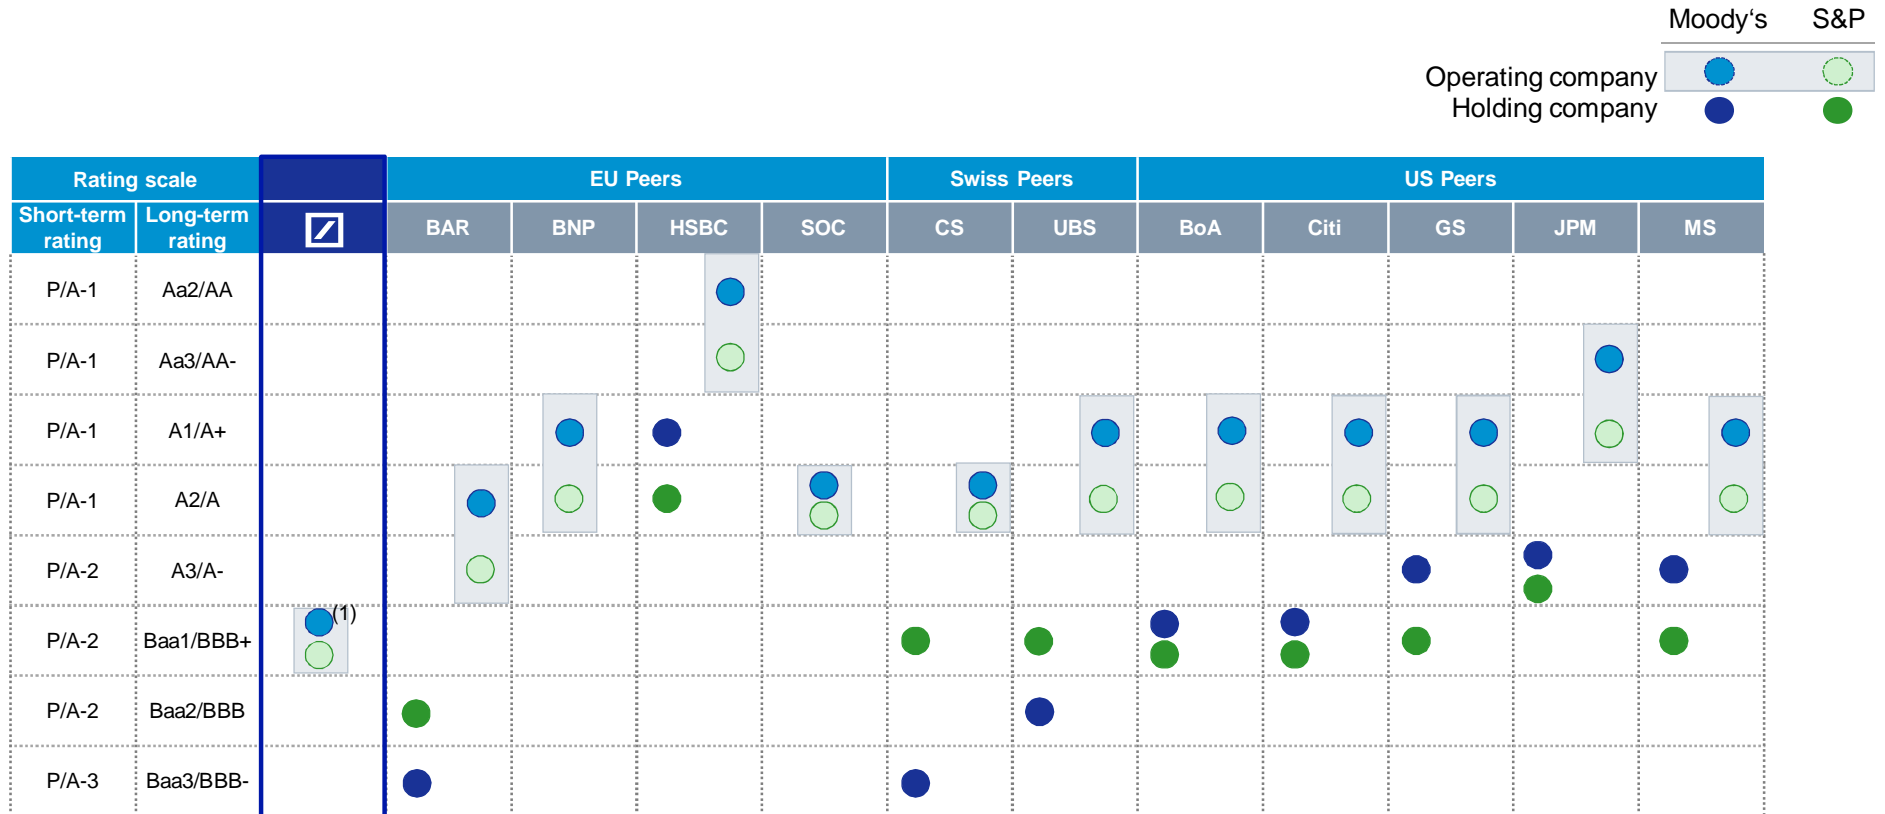 Moody‘s S&P
Operating company
Holding company
Rating scale EU Peers Swiss Peers US Peers
Short-term rating Long-term rating BAR BNP HSBC SOC CS UBS BoA Citi GS JPM MS
P/A-1 Aa2/AA
P/A-1 Aa3/AA-
P/A-1 A1/A+
P/A-1 A2/A
P/A-2 A3/A-
(1)
P/A-2 Baa1/BBB+
P/A-2 Baa2/BBB
P/A-3 Baa3/BBB-